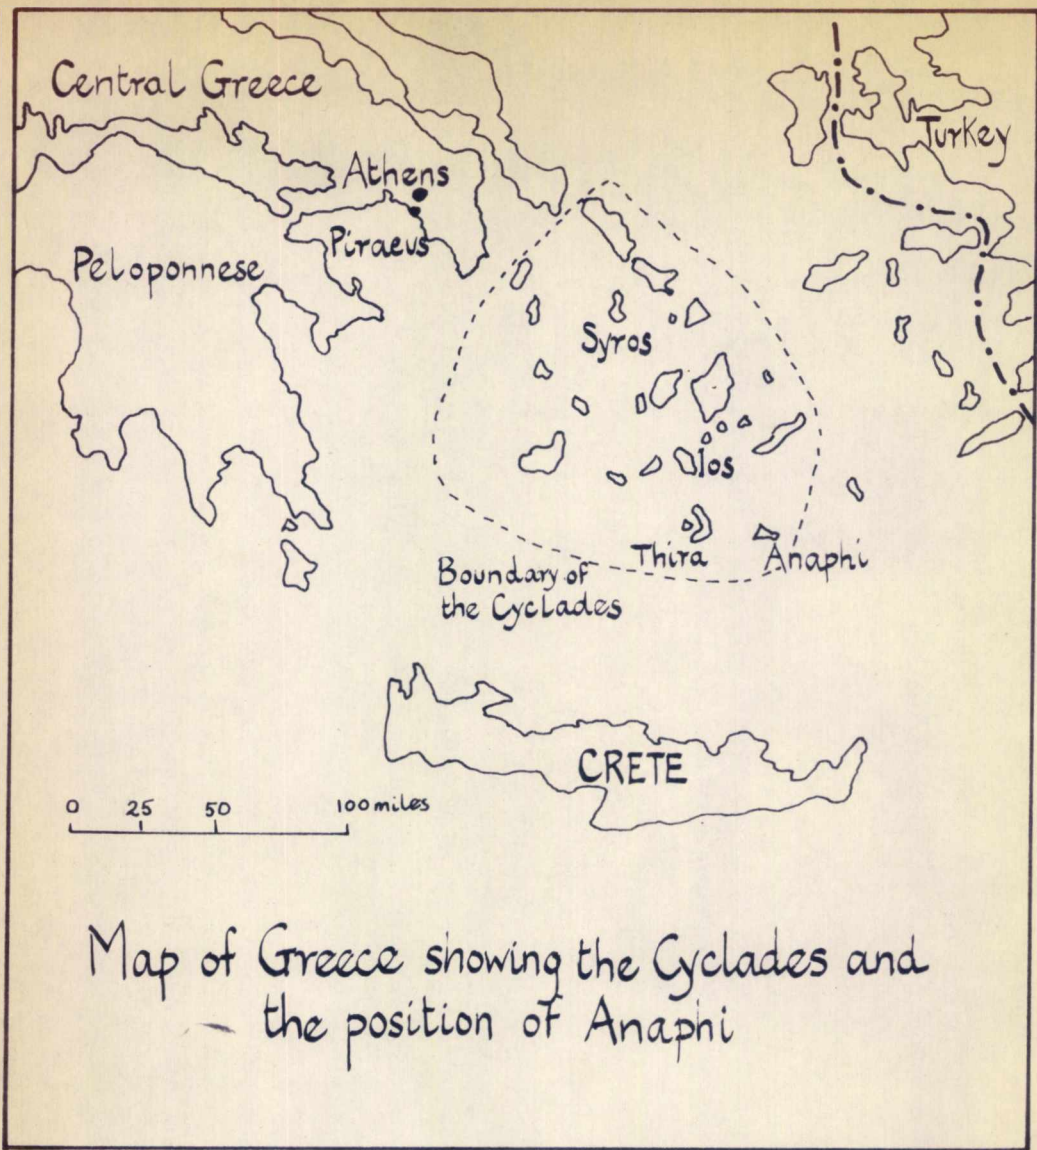 Central Greece
Turkey
Athens
Piraeus
Peloponnese
Syros
Ios
Thira
Anaphi
Boundary of
the Cyclades
CRETE
0 25 50 100 miles
Map of Greece showing the Cyclades and
the position of Anaphi